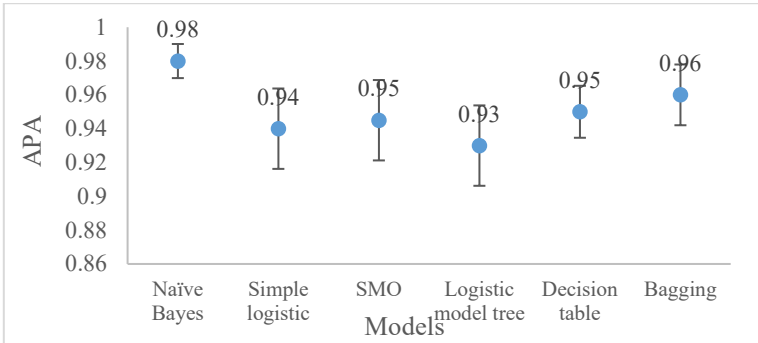 1
0.98
0.96
0.94
0.92
0.9
0.88
0.86
APA
0.98
0.94
0.95
0.93
0.95
0.96
Naïve
Bayes
Simple
logistic
SMO
Logistic
model tree
Decision
table
Bagging
Models